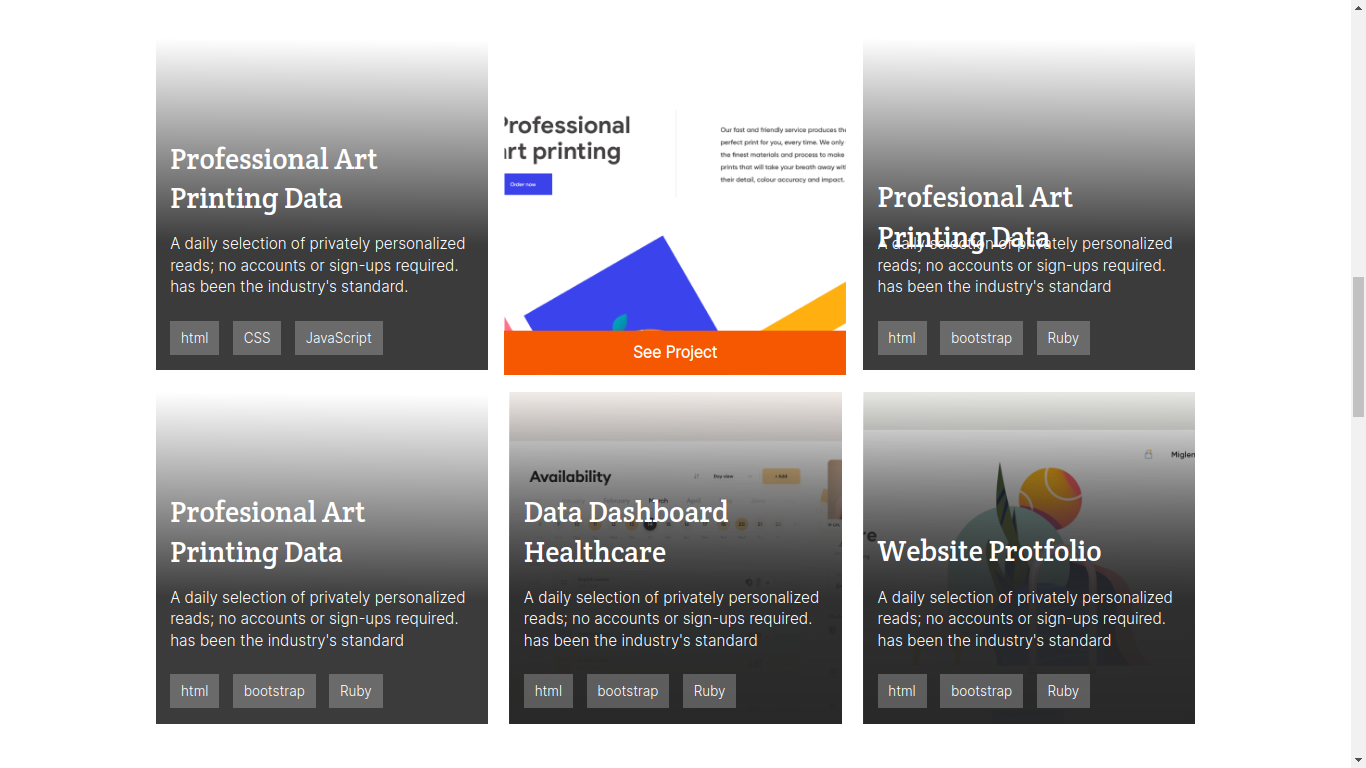 Professional Art
Printing Data
A daily selection of privately personalized
reads; no accounts or sign-ups required.
has been the industry's standard.
html CSS JavaScript
Professional
art printing
Order now
Our fast and friendly service produces the
perfect print for you, every time. We only
the finest materials and process to make
prints that will take your breath away with
their detail, colour accuracy and impact.
See Project
Profesional Art
Printing Data
A daily selection of privately personalized
reads; no accounts or sign-ups required.
has been the industry's standard
html bootstrap Ruby
Profesional Art
Printing Data
A daily selection of privately personalized
reads; no accounts or sign-ups required.
has been the industry's standard
html bootstrap Ruby
Availability
Day view
+ Add
March
Data Dashboard
Healthcare
A daily selection of privately personalized
reads; no accounts or sign-ups required.
has been the industry's standard
html bootstrap Ruby
Miglen
Website Protfolio
A daily selection of privately personalized
reads; no accounts or sign-ups required.
has been the industry's standard
html bootstrap Ruby